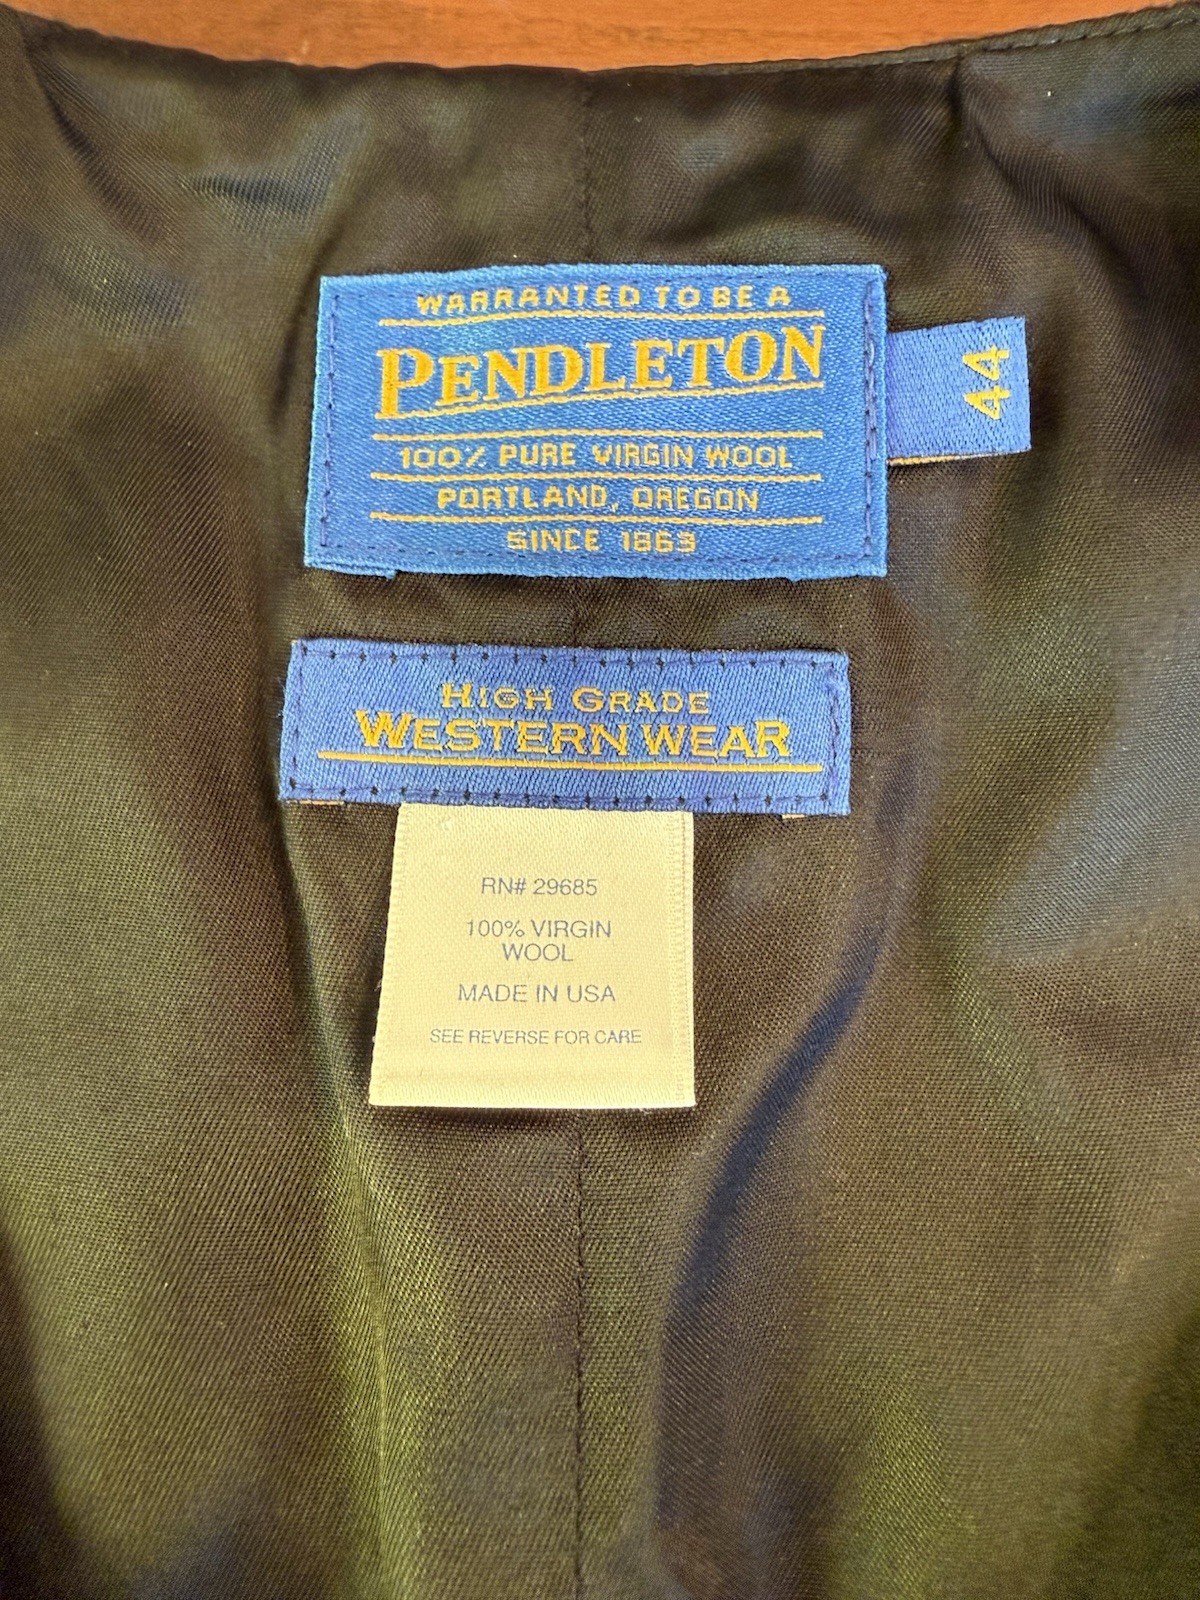 WARRANTED TO BE A
PENDLETON
100% PURE VIRGIN WOOL
PORTLAND, OREGON
SINCE 1863
44
HIGH GRADE
WESTERN WEAR
RN# 29685
100% VIRGIN
WOOL
MADE IN USA
SEE REVERSE FOR CARE